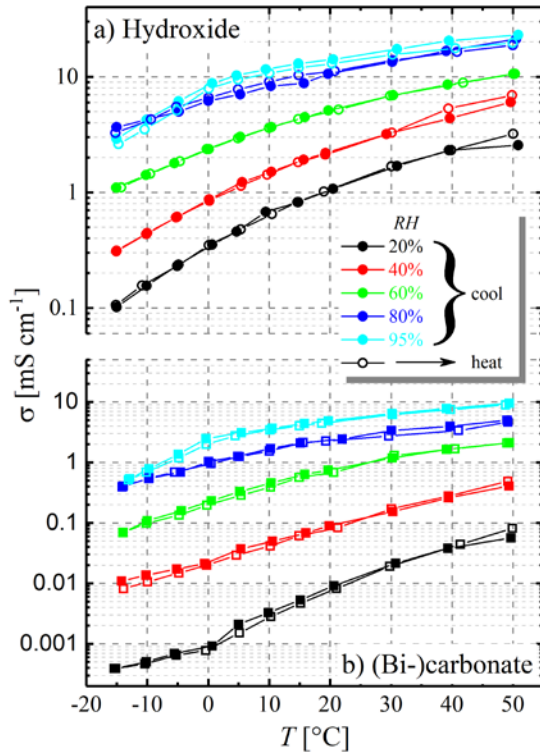 a) Hydroxide
10
1
0.1
σ [mS cm⁻¹]
RH
20%
40%
60%
80%
95%
cool
heat
10
1
0.1
0.01
0.001
b) (Bi-)carbonate
-20 -10 0 10 20 30 40 50
T [°C]